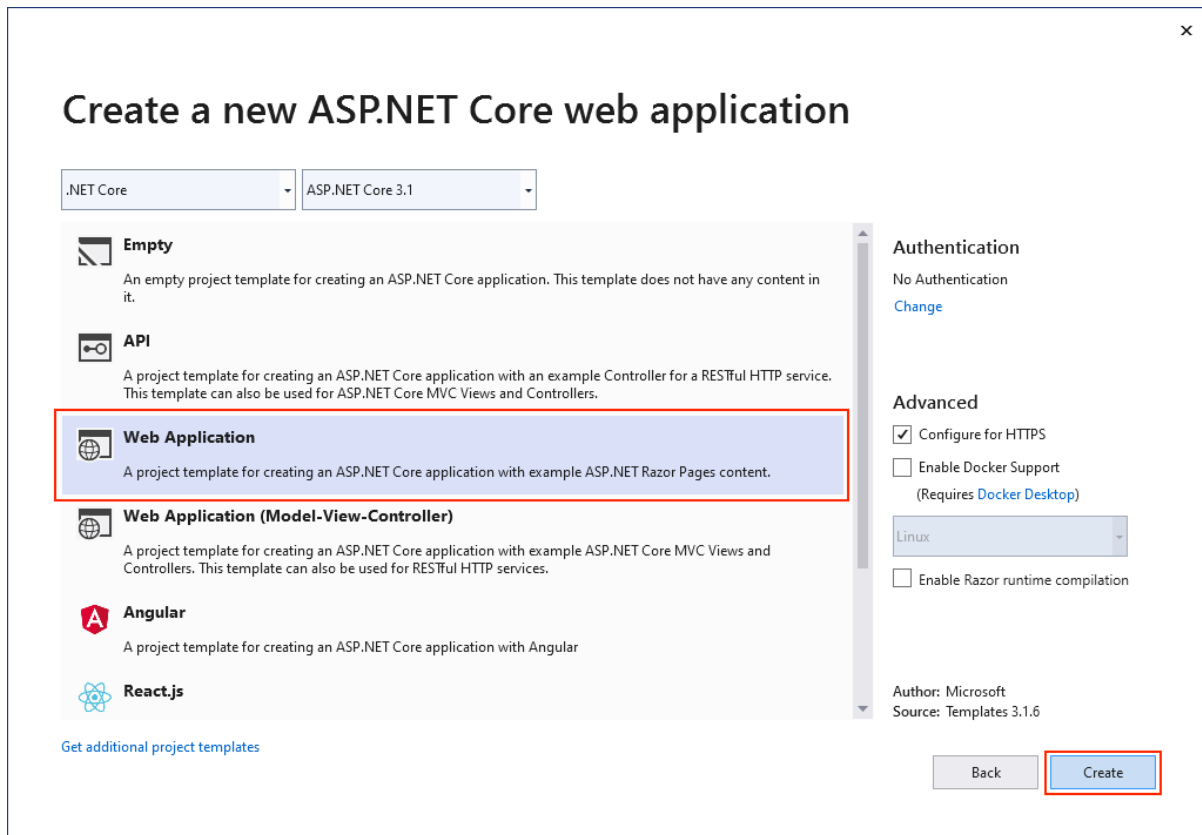 Create a new ASP.NET Core web application
.NET Core
ASP.NET Core 3.1
Empty
An empty project template for creating an ASP.NET Core application. This template does not have any content in
it.
API
A project template for creating an ASP.NET Core application with an example Controller for a RESTful HTTP service.
This template can also be used for ASP.NET Core MVC Views and Controllers.
Web Application
A project template for creating an ASP.NET Core application with example ASP.NET Razor Pages content.
Web Application (Model-View-Controller)
A project template for creating an ASP.NET Core application with example ASP.NET Core MVC Views and
Controllers. This template can also be used for RESTful HTTP services.
Angular
A project template for creating an ASP.NET Core application with Angular
React.js
Get additional project templates
Authentication
No Authentication
Change
Advanced
Configure for HTTPS
Enable Docker Support
(Requires Docker Desktop)
Linux
Enable Razor runtime compilation
Author: Microsoft
Source: Templates 3.1.6
Back
Create